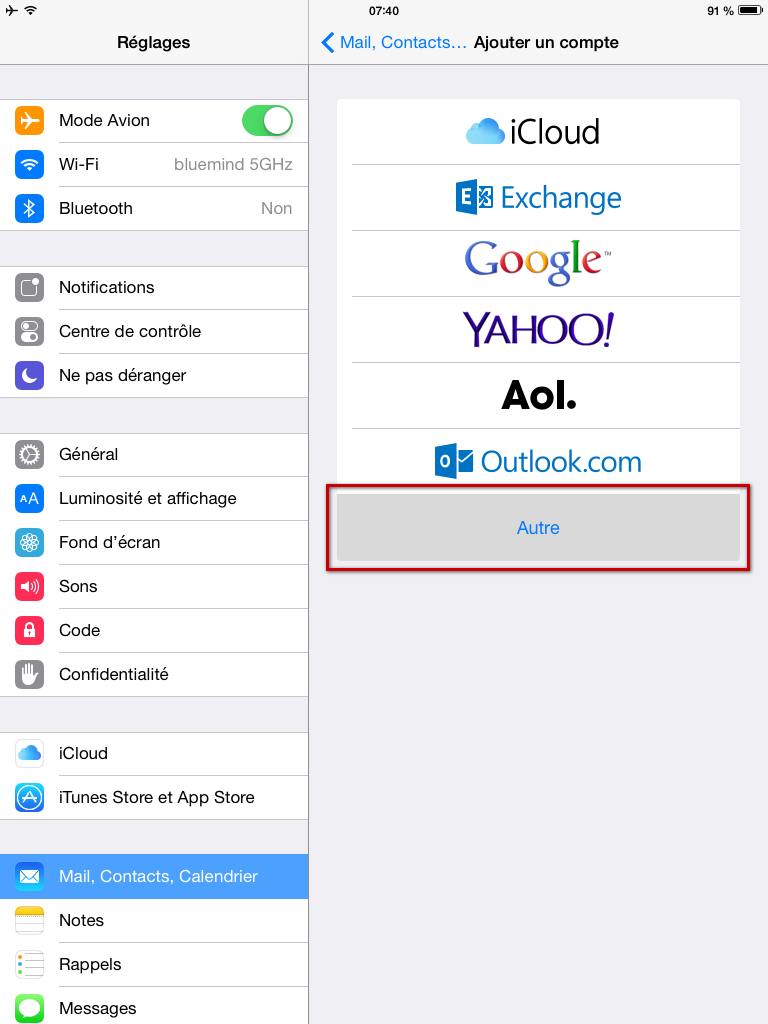 07:40
91 %
Réglages
Mail, Contacts… Ajouter un compte
Mode Avion
Wi-Fi bluemind 5GHz
Bluetooth Non
Notifications
Centre de contrôle
Ne pas déranger
Général
AA Luminosité et affichage
Fond d’écran
Sons
Code
Confidentialité
iCloud
iTunes Store et App Store
Mail, Contacts, Calendrier
Notes
Rappels
Messages
iCloud
E Exchange
Google™
YAHOO!
Aol.
O Outlook.com
Autre